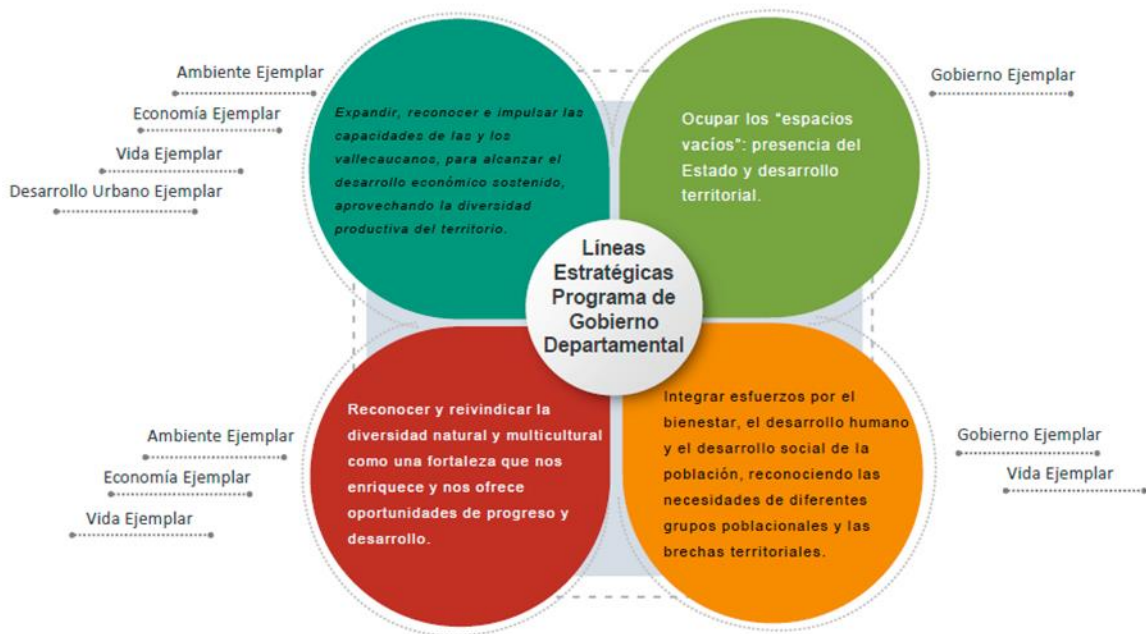 Ambiente Ejemplar
Economía Ejemplar
Vida Ejemplar
Desarrollo Urbano Ejemplar
Expandir, reconocer e impulsar las
capacidades de las y los
vallecaucanos, para alcanzar el
desarrollo económico sostenido,
aprovechando la diversidad
productiva del territorio.
Ocupar los "espacios
vacíos": presencia del
Estado y desarrollo
territorial.
Gobierno Ejemplar
Líneas
Estratégicas
Programa de
Gobierno
Departamental
Ambiente Ejemplar
Economía Ejemplar
Vida Ejemplar
Reconocer y reivindicar la
diversidad natural y multicultural
como una fortaleza que nos
enriquece y nos ofrece
oportunidades de progreso y
desarrollo.
Integrar esfuerzos por el
bienestar, el desarrollo humano
y el desarrollo social de la
población, reconociendo las
necesidades de diferentes
grupos poblacionales y las
brechas territoriales.
Gobierno Ejemplar
Vida Ejemplar